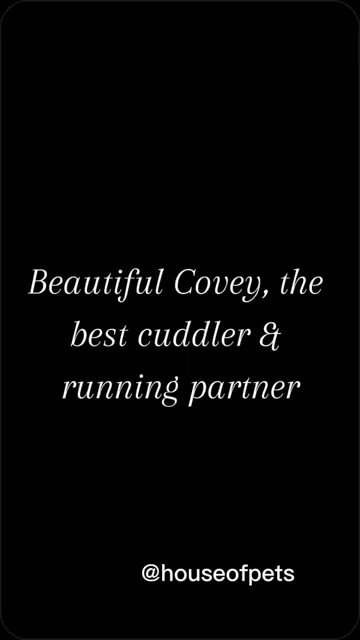 Beautiful Covey, the
best cuddler &
running partner
@houseofpets